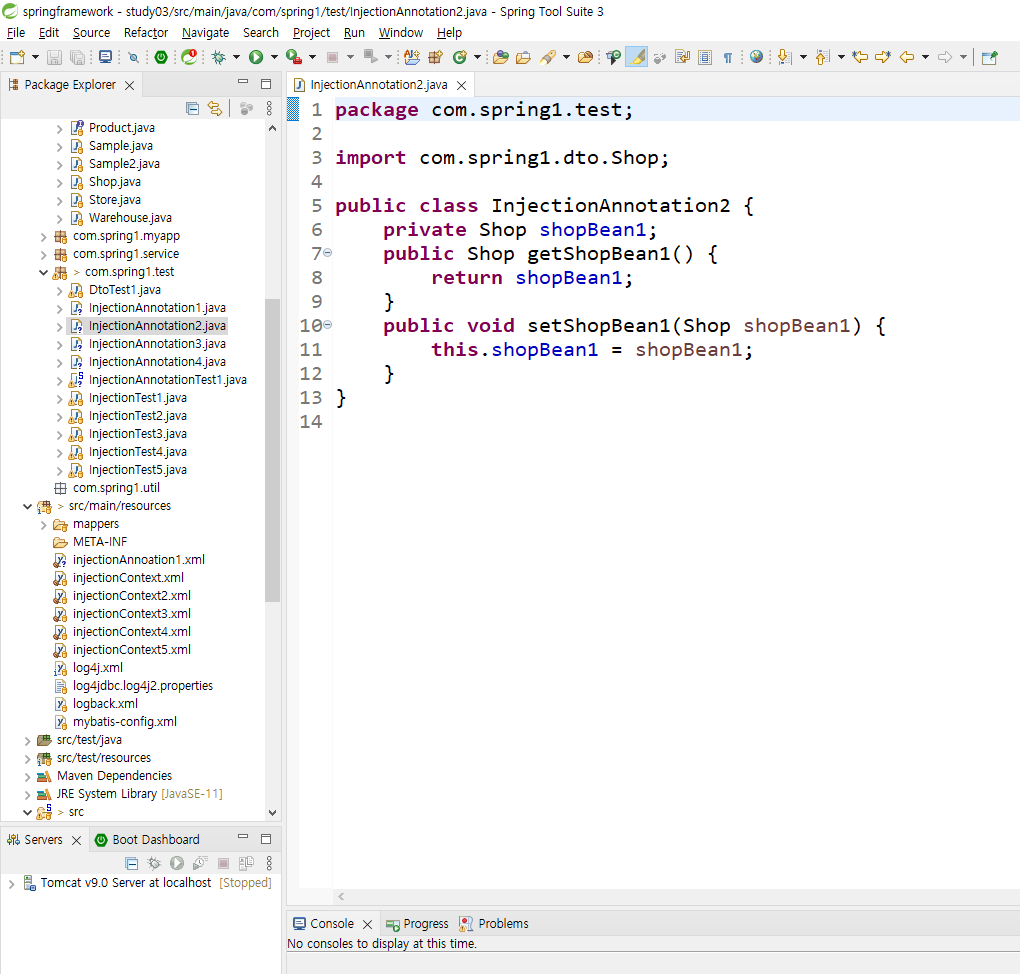 springframework - study03/src/main/java/com/spring1/test/InjectionAnnotation2.java - Spring Tool Suite 3
File Edit Source Refactor Navigate Search Project Run Window Help
Package Explorer
Product.java
Sample.java
Sample2.java
Shop.java
Store.java
Warehouse.java
com.spring1.myapp
com.spring1.service
> com.spring1.test
DtoTest1.java
InjectionAnnotation1.java
InjectionAnnotation2.java
InjectionAnnotation3.java
InjectionAnnotation4.java
InjectionAnnotationTest1.java
InjectionTest1.java
InjectionTest2.java
InjectionTest3.java
InjectionTest4.java
InjectionTest5.java
com.spring1.util
> src/main/resources
mappers
META-INF
injectionAnnoation1.xml
injectionContext.xml
injectionContext2.xml
injectionContext3.xml
injectionContext4.xml
injectionContext5.xml
log4j.xml
log4jdbc.log4j2.properties
logback.xml
mybatis-config.xml
src/test/java
src/test/resources
Maven Dependencies
JRE System Library [JavaSE-11]
> src
Servers Boot Dashboard
Tomcat v9.0 Server at localhost [Stopped]
InjectionAnnotation2.java
1 package com.spring1.test;
2
3 import com.spring1.dto.Shop;
4
5 public class InjectionAnnotation2 {
6 private Shop shopBean1;
7 public Shop getShopBean1() {
8 return shopBean1;
9 }
10 public void setShopBean1(Shop shopBean1) {
11 this.shopBean1 = shopBean1;
12 }
13 }
14
Console Progress Problems
No consoles to display at this time.